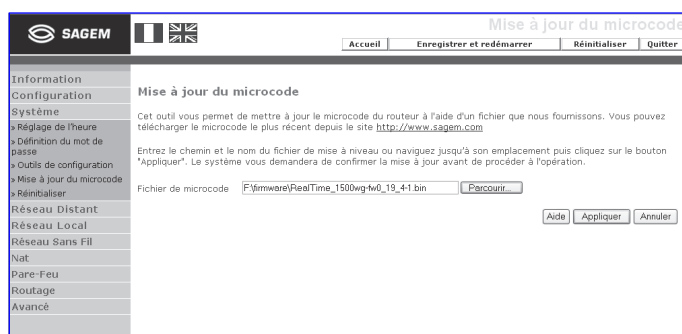 SAGEM
Mise à jour du microcode
Accueil
Enregistrer et redémarrer
Réinitialiser
Quitter
Information
Configuration
Système
» Réglage de l'heure
» Définition du mot de
passe
» Outils de configuration
» Mise à jour du microcode
» Réinitialiser
Réseau Distant
Réseau Local
Réseau Sans Fil
Nat
Pare-Feu
Routage
Avancé
Mise à jour du microcode
Cet outil vous permet de mettre à jour le microcode du routeur à l'aide d'un fichier que nous fournissons. Vous pouvez
télécharger le microcode le plus récent depuis le site http://www.sagem.com
Entrez le chemin et le nom du fichier de mise à niveau ou naviguez jusqu'à son emplacement puis cliquez sur le bouton
"Appliquer". Le système vous demandera de confirmer la mise à jour avant de procéder à l'opération.
Fichier de microcode F:\firmware\RealTime_1500wg-fw0_19_4-1.bin Parcourir...
Aide Appliquer Annuler